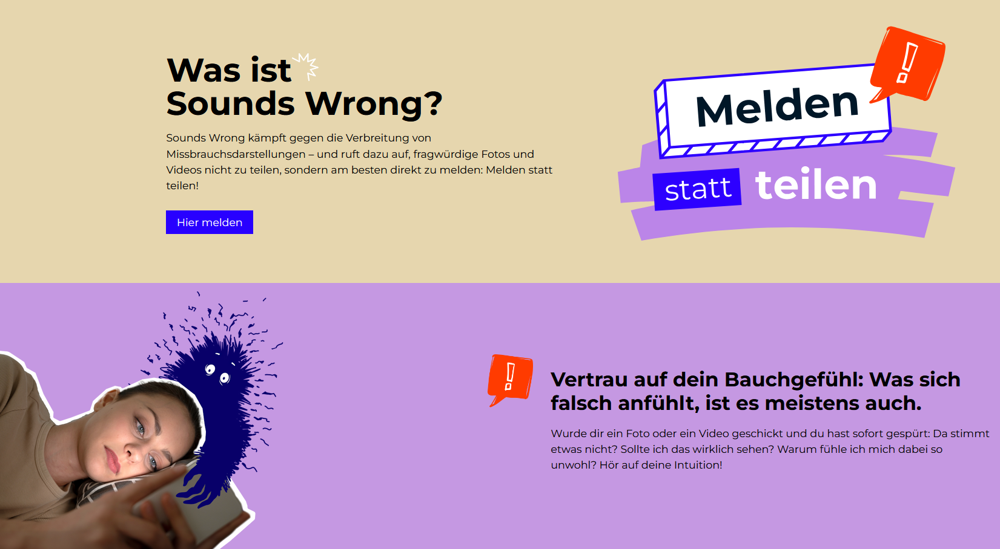 Was ist
Sounds Wrong?
Sounds Wrong kämpft gegen die Verbreitung von
Missbrauchsdarstellungen – und ruft dazu auf, fragwürdige Fotos und
Videos nicht zu teilen, sondern am besten direkt zu melden: Melden statt
teilen!
Hier melden
!
Melden
statt teilen
!
Vertrau auf dein Bauchgefühl: Was sich
falsch anfühlt, ist es meistens auch.
Wurde dir ein Foto oder ein Video geschickt und du hast sofort gespürt: Da stimmt
etwas nicht? Sollte ich das wirklich sehen? Warum fühle ich mich dabei so
unwohl? Hör auf deine Intuition!